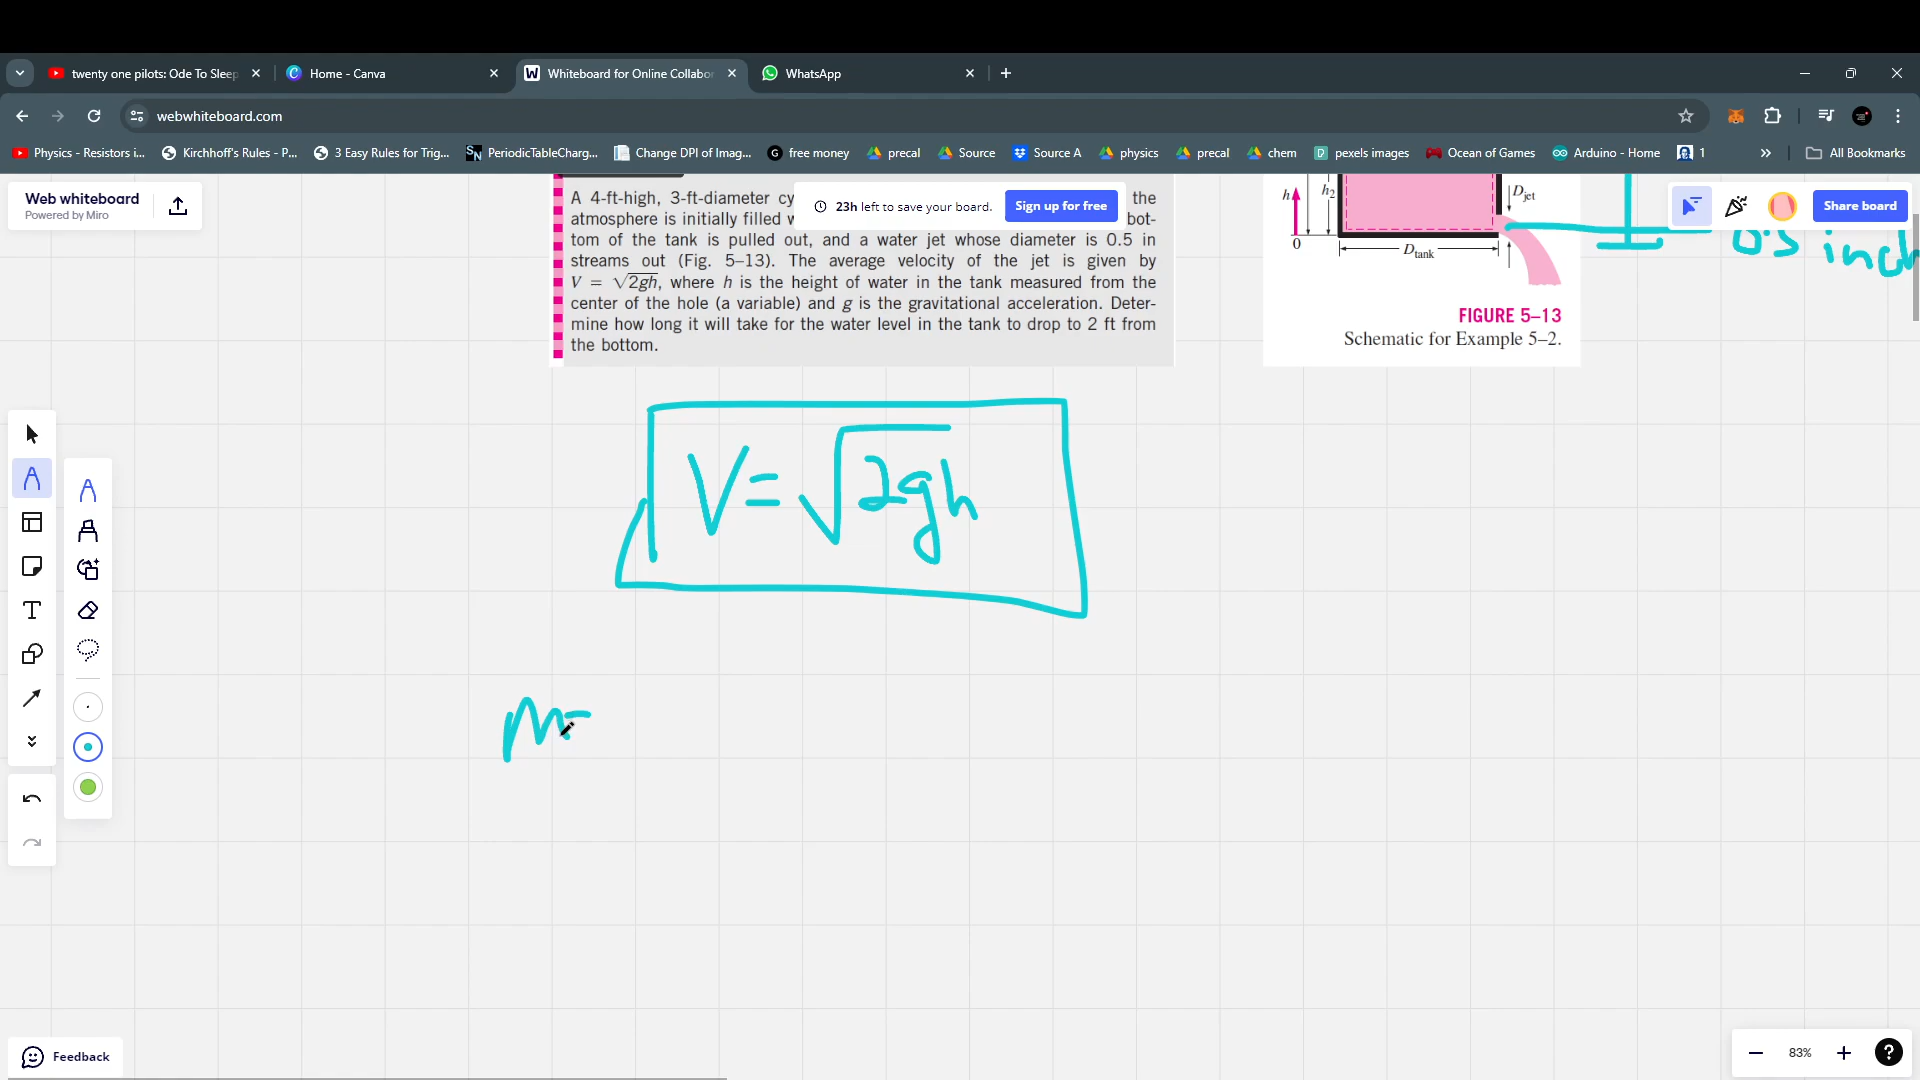 twenty one pilots: Ode To Sleep
Home - Canva
Whiteboard for Online Collabor
WhatsApp
webwhiteboard.com
Physics - Resistors i...
Kirchhoff's Rules - P...
3 Easy Rules for Trig...
PeriodicTableCharg...
Change DPI of Imag...
free money
precal
Source
Source A
physics
precal
chem
pexels images
Ocean of Games
Arduino - Home
1
All Bookmarks
Web whiteboard
Powered by Miro
23h left to save your board.
Sign up for free
Share board
A 4-ft-high, 3-ft-diameter cy the
atmosphere is initially filled bot-
tom of the tank is pulled out, and a water jet whose diameter is 0.5 in
streams out (Fig. 5–13). The average velocity of the jet is given by
V = √2gh, where h is the height of water in the tank measured from the
center of the hole (a variable) and g is the gravitational acceleration. Deter-
mine how long it will take for the water level in the tank to drop to 2 ft from
the bottom.
h
h2
Djet
0
Dtank
0.5 inch
FIGURE 5–13
Schematic for Example 5–2.
V=√2gh
m=
Feedback
83%